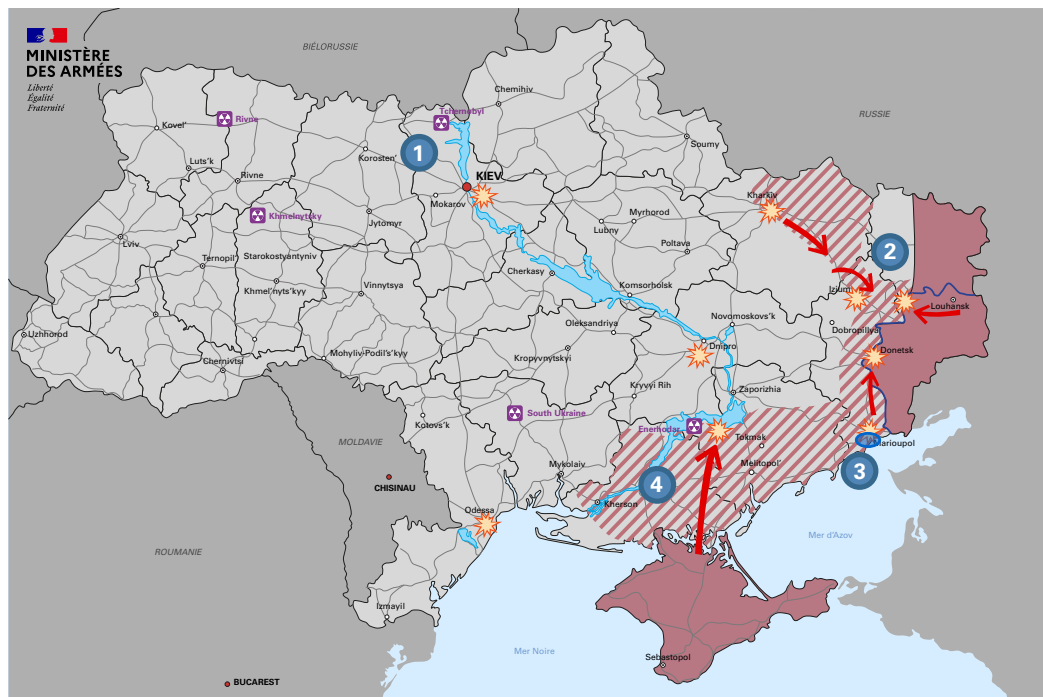 MINISTÈRE
DES ARMÉES
Liberté
Égalité
Fraternité
BIÉLORUSSIE
RUSSIE
Chernihiv
Tchernobyl
Rivne
Kovel'
Soumy
1
Korosten'
Luts'k
Rivne
KIEV
Kharkiv
Mokarov
Khmelnytsky
Jytomyr
Myrhorod
Lubny
Lviv
Poltava
2
Starokostyantyniv
Ternopil'
Cherkasy
Khmel'nyts'kyy
Vinnytsya
Komsorholsk
Izium
Louhansk
Novomoskovs'k
Oleksandriya
Dobropillya
Uzhhorod
Dnipro
Donetsk
Mohyliv-Podil's'kyy
Chernivtsi
Kropyvnytskyi
Kryvyi Rih
Zaporizhia
South Ukraine
Kotovs'k
Enerhodar
Tokmak
Marioupol
MOLDAVIE
Mykolaiv
Melitopol'
3
4
CHISINAU
Kherson
Odessa
Mer d'Azov
ROUMANIE
Izmayil
Mer Noire
Sebastopol
BUCAREST